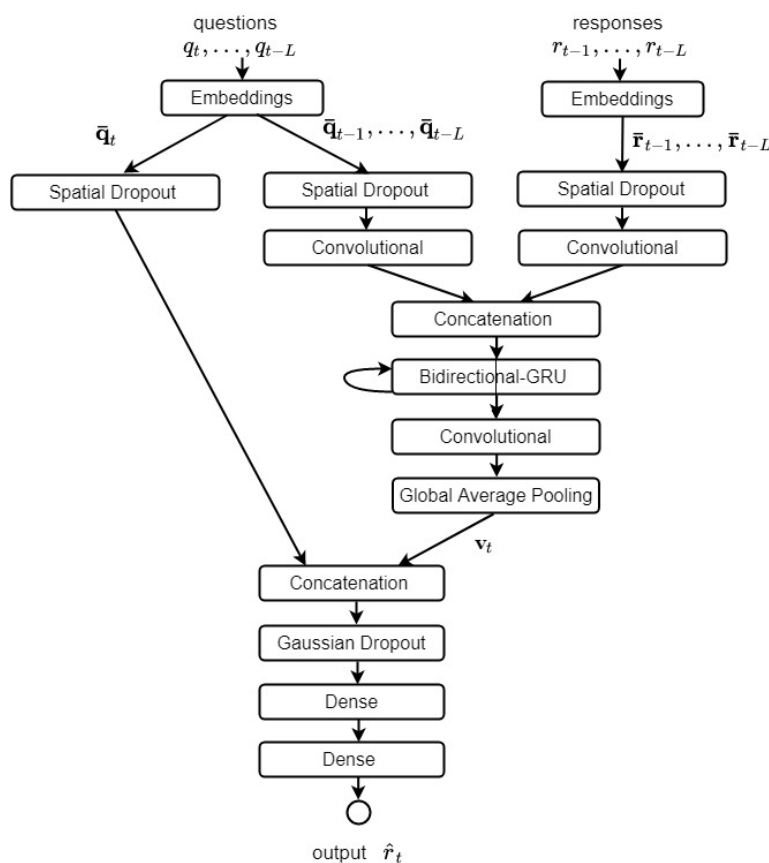 questions
responses
q_t, . . . , q_{t−L}
r_{t−1}, . . . , r_{t−L}
Embeddings
Embeddings
q̄_t
q̄_{t−1}, . . . , q̄_{t−L}
r̄_{t−1}, . . . , r̄_{t−L}
Spatial Dropout
Spatial Dropout
Spatial Dropout
Convolutional
Convolutional
Concatenation
Bidirectional-GRU
Convolutional
Global Average Pooling
v_t
Concatenation
Gaussian Dropout
Dense
Dense
output r̂_t